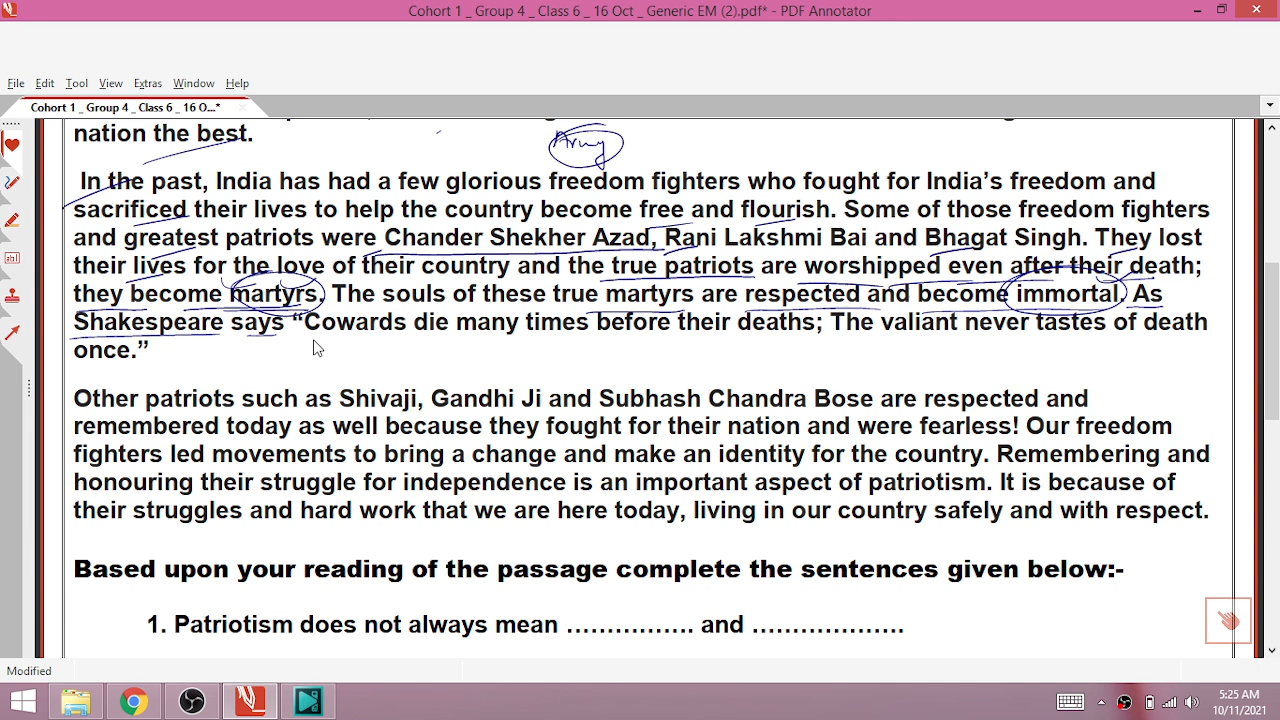 Cohort 1 _ Group 4 _ Class 6 _ 16 Oct _ Generic EM (2).pdf* - PDF Annotator
File Edit Tool View Extras Window Help
Cohort 1 _ Group 4 _ Class 6 _ 16 O...*
nation the best.
Army
In the past, India has had a few glorious freedom fighters who fought for India’s freedom and
sacrificed their lives to help the country become free and flourish. Some of those freedom fighters
and greatest patriots were Chander Shekher Azad, Rani Lakshmi Bai and Bhagat Singh. They lost
their lives for the love of their country and the true patriots are worshipped even after their death;
they become martyrs. The souls of these true martyrs are respected and become immortal. As
Shakespeare says “Cowards die many times before their deaths; The valiant never tastes of death
once.”
Other patriots such as Shivaji, Gandhi Ji and Subhash Chandra Bose are respected and
remembered today as well because they fought for their nation and were fearless! Our freedom
fighters led movements to bring a change and make an identity for the country. Remembering and
honouring their struggle for independence is an important aspect of patriotism. It is because of
their struggles and hard work that we are here today, living in our country safely and with respect.
Based upon your reading of the passage complete the sentences given below:-
1. Patriotism does not always mean ................ and ...................
Modified
5:25 AM
10/11/2021